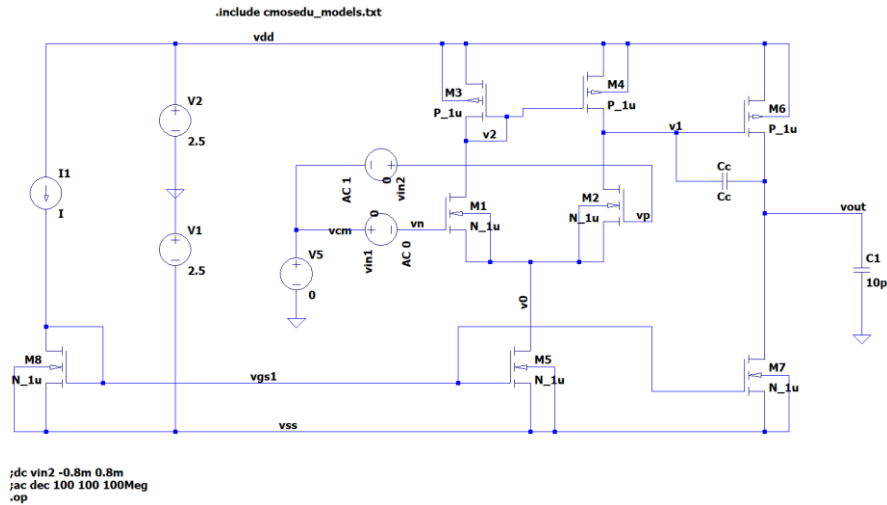 .include cmosedu_models.txt
vdd
M3
M4
V2
P_1u
P_1u
M6
P_1u
v2
v1
2.5
I1
I
AC 1
0
vin2
Cc
Cc
M1
M2
N_1u
N_1u
vp
vout
0
vcm
vn
vin1
AC 0
V1
2.5
V5
0
C1
10p
v0
M8
N_1u
M5
N_1u
M7
N_1u
vgs1
vss
;dc vin2 -0.8m 0.8m
;ac dec 100 100 100Meg
.op